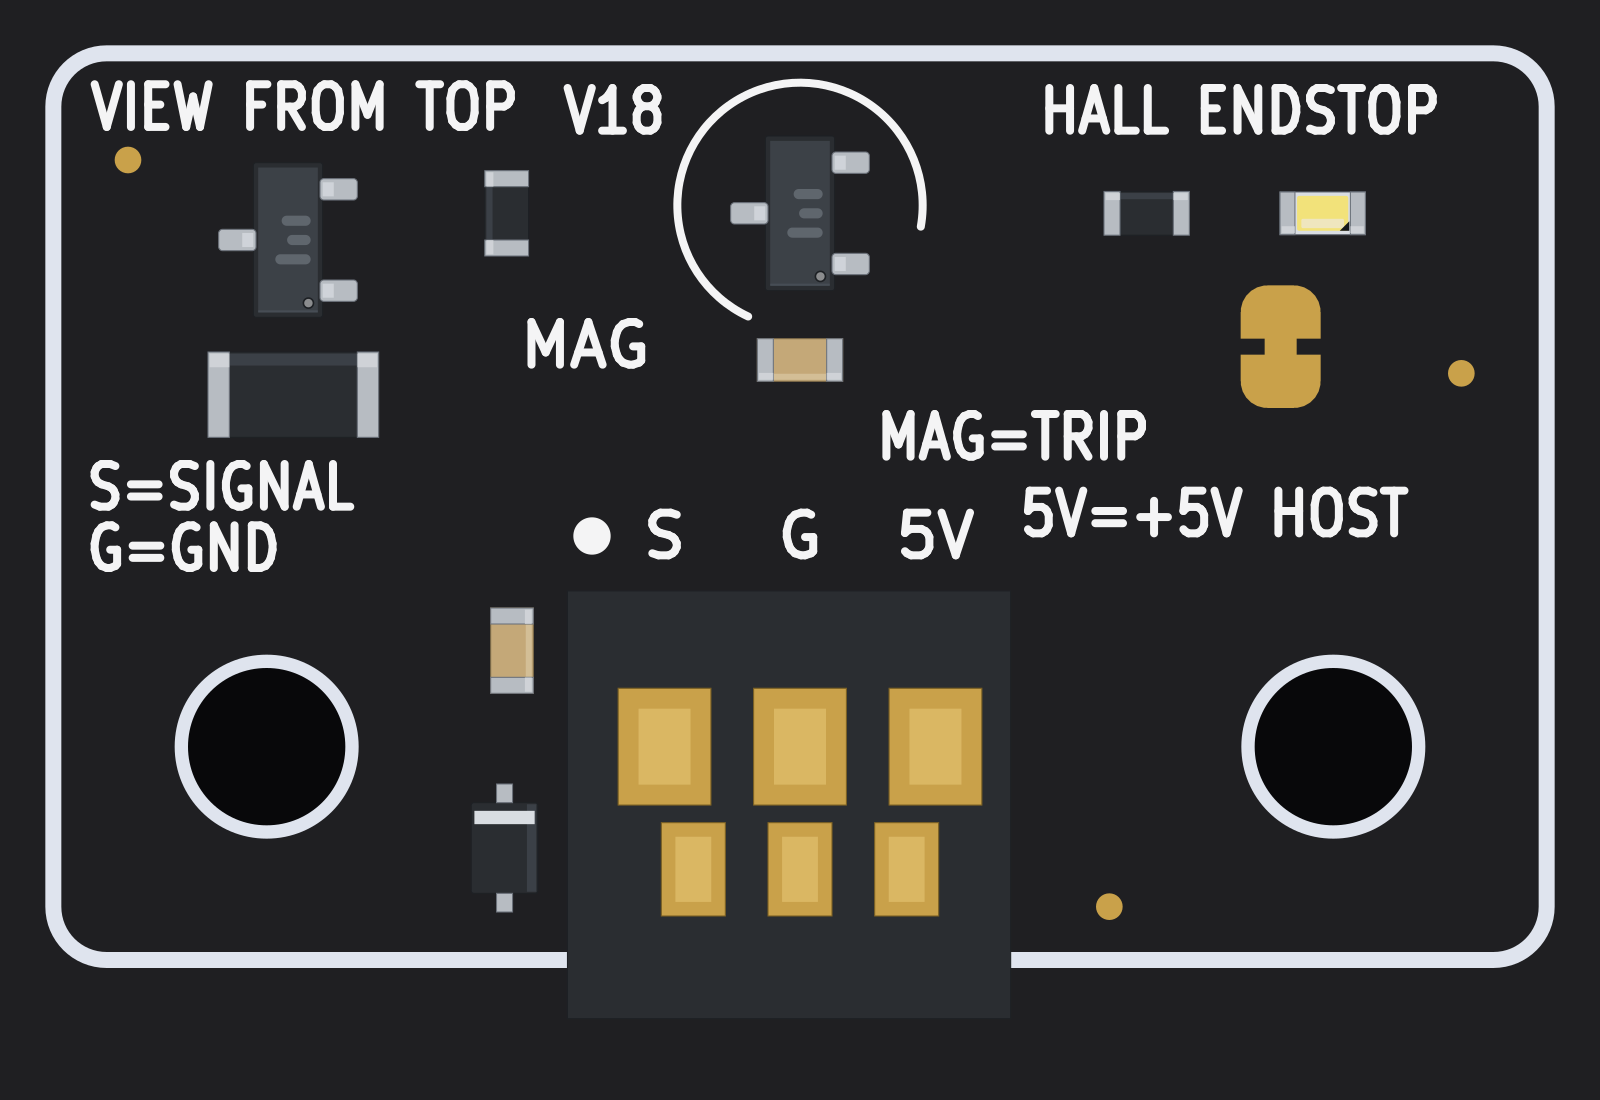 VIEW FROM TOP V18
HALL ENDSTOP
MAG
MAG=TRIP
S=SIGNAL
G=GND
S G 5V
5V=+5V HOST